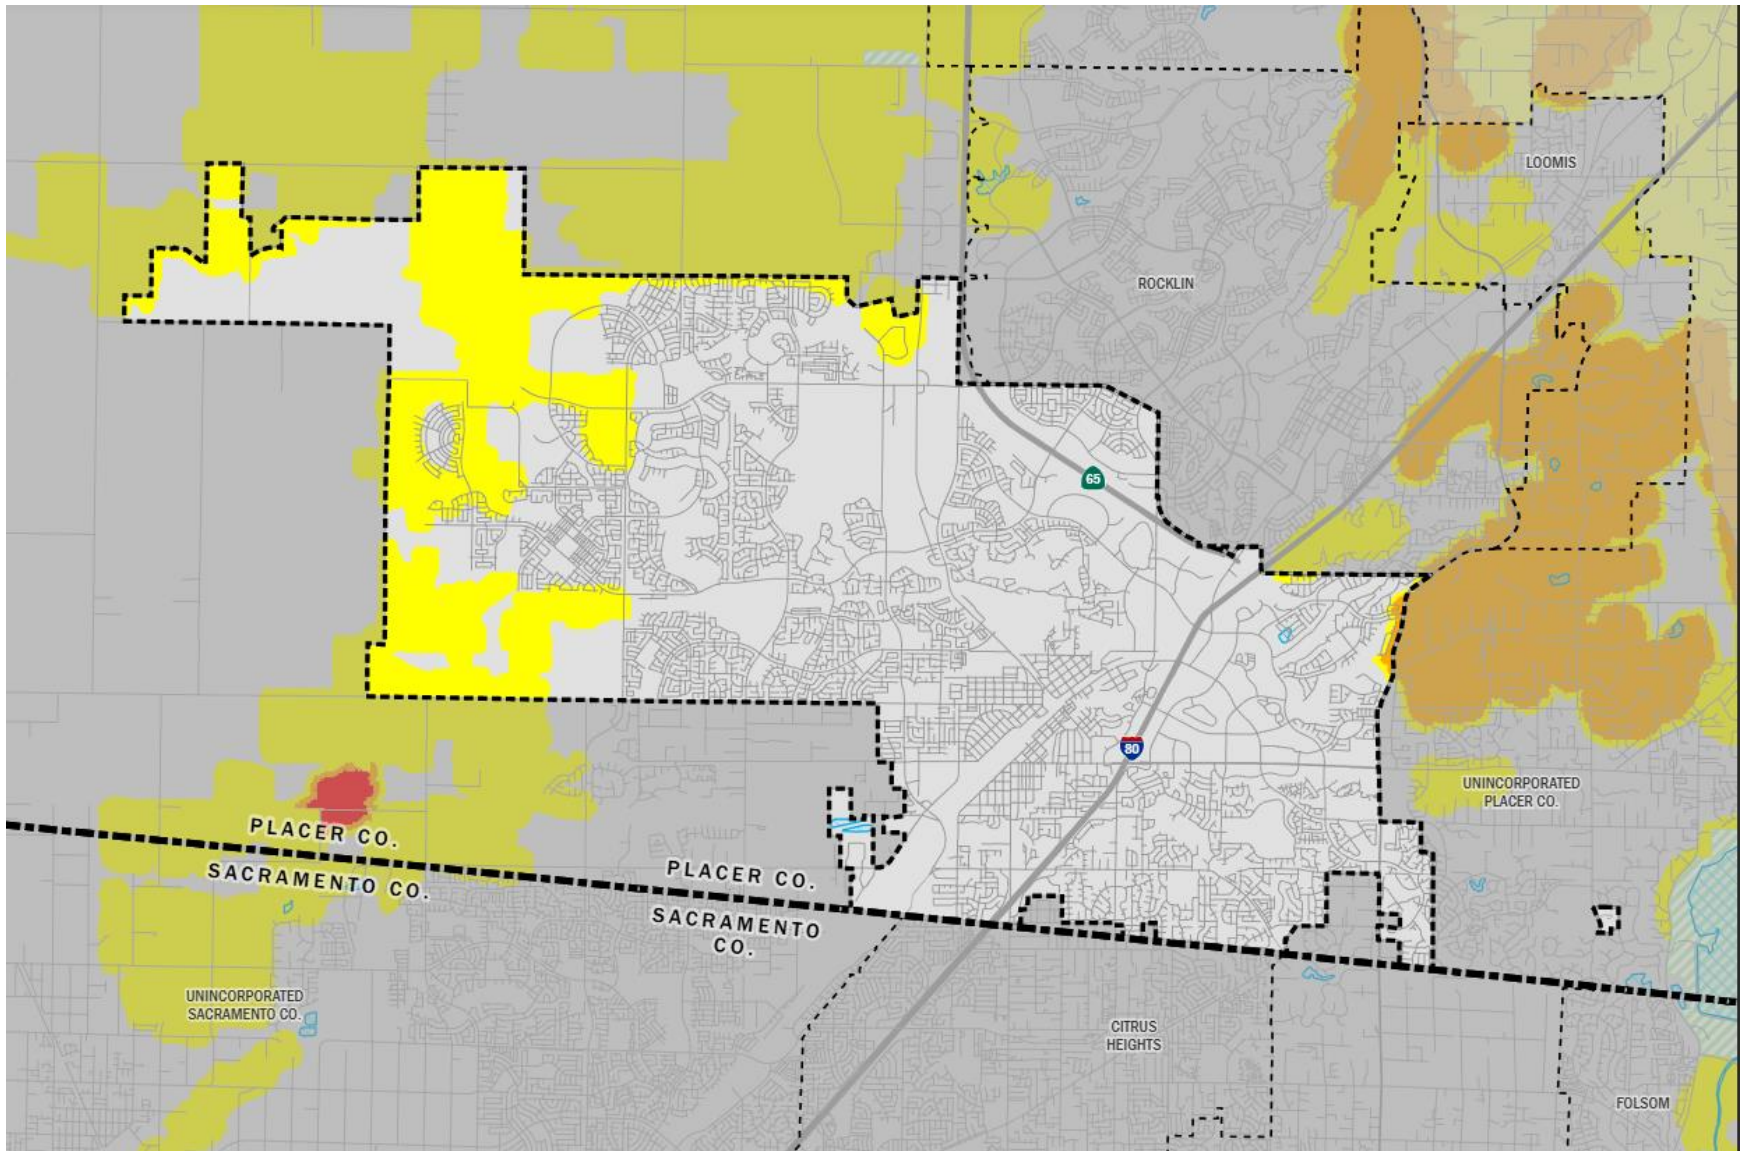 LOOMIS
ROCKLIN
65
80
UNINCORPORATED
PLACER CO.
PLACER CO.
SACRAMENTO CO.
PLACER CO.
SACRAMENTO
CO.
UNINCORPORATED
SACRAMENTO CO.
CITRUS
HEIGHTS
FOLSOM